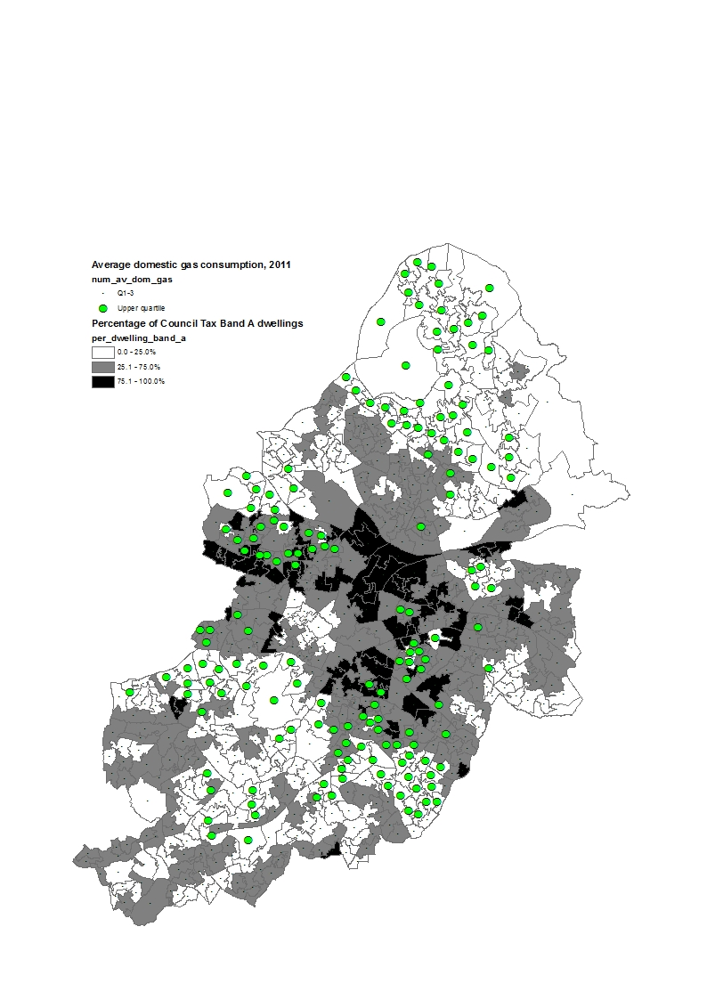 Average domestic gas consumption, 2011
num_av_dom_gas
Q1-3
Upper quartile
Percentage of Council Tax Band A dwellings
per_dwelling_band_a
0.0 - 25.0%
25.1 - 75.0%
75.1 - 100.0%